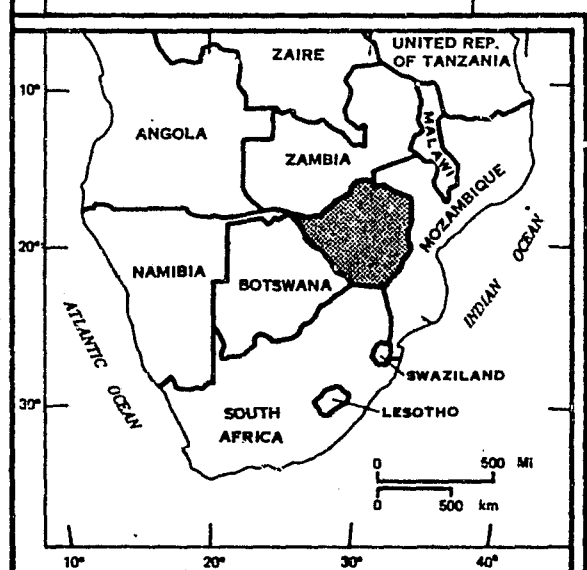 ZAIRE
UNITED REP.
OF TANZANIA
10°
ANGOLA
ZAMBIA
MALAWI
MOZAMBIQUE
20°
NAMIBIA
BOTSWANA
INDIAN OCEAN
ATLANTIC OCEAN
SWAZILAND
30°
SOUTH
AFRICA
LESOTHO
0 500 Mi
0 500 km
10° 20° 30° 40°